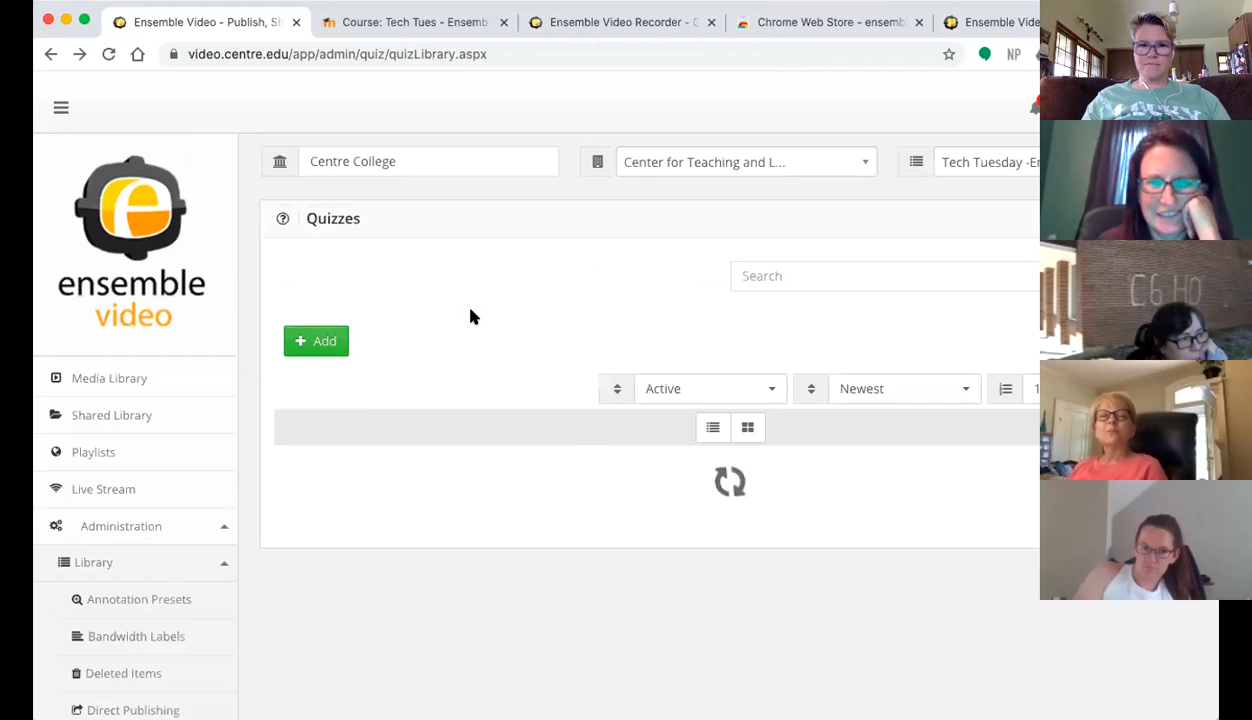 Ensemble Video - Publish, Sh
Course: Tech Tues - Ensemb
Ensemble Video Recorder - C
Chrome Web Store - ensemb
Ensemble Vide
video.centre.edu/app/admin/quiz/quizLibrary.aspx
NP
e
ensemble
video
Centre College
Center for Teaching and L...
Tech Tuesday -En
Quizzes
Search
+ Add
Active
Newest
1
Media Library
Shared Library
Playlists
Live Stream
Administration
Library
Annotation Presets
Bandwidth Labels
Deleted Items
Direct Publishing